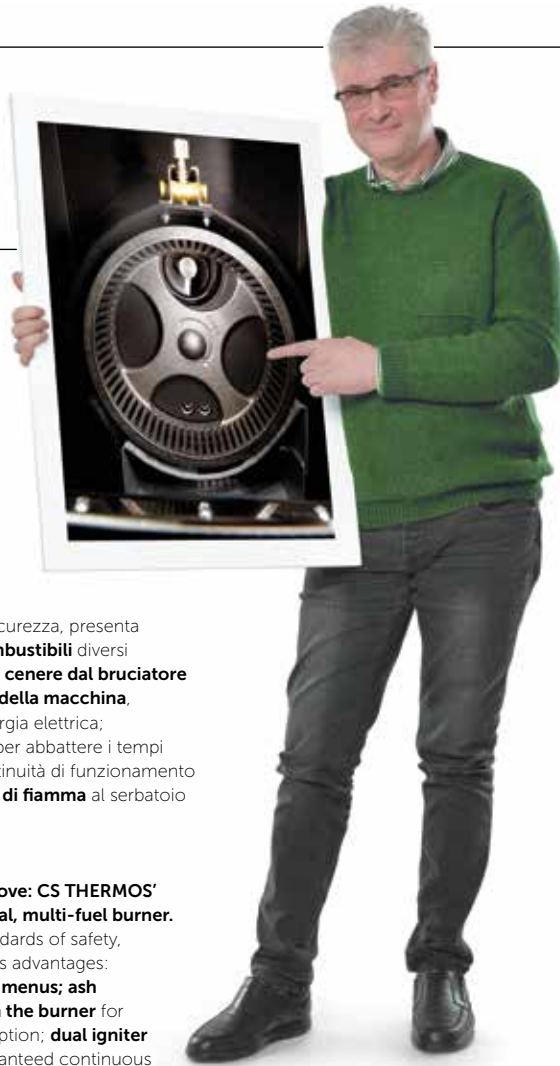 curezza, presenta
mbustibili diversi
cenere dal bruciatore
della macchina,
rgia elettrica;
per abbattere i tempi
tinuità di funzionamento
di fiamma al serbatoio
ove: CS THERMOS'
al, multi-fuel burner.
dards of safety,
s advantages:
menus; ash
the burner for
ption; dual igniter
ranteed continuous